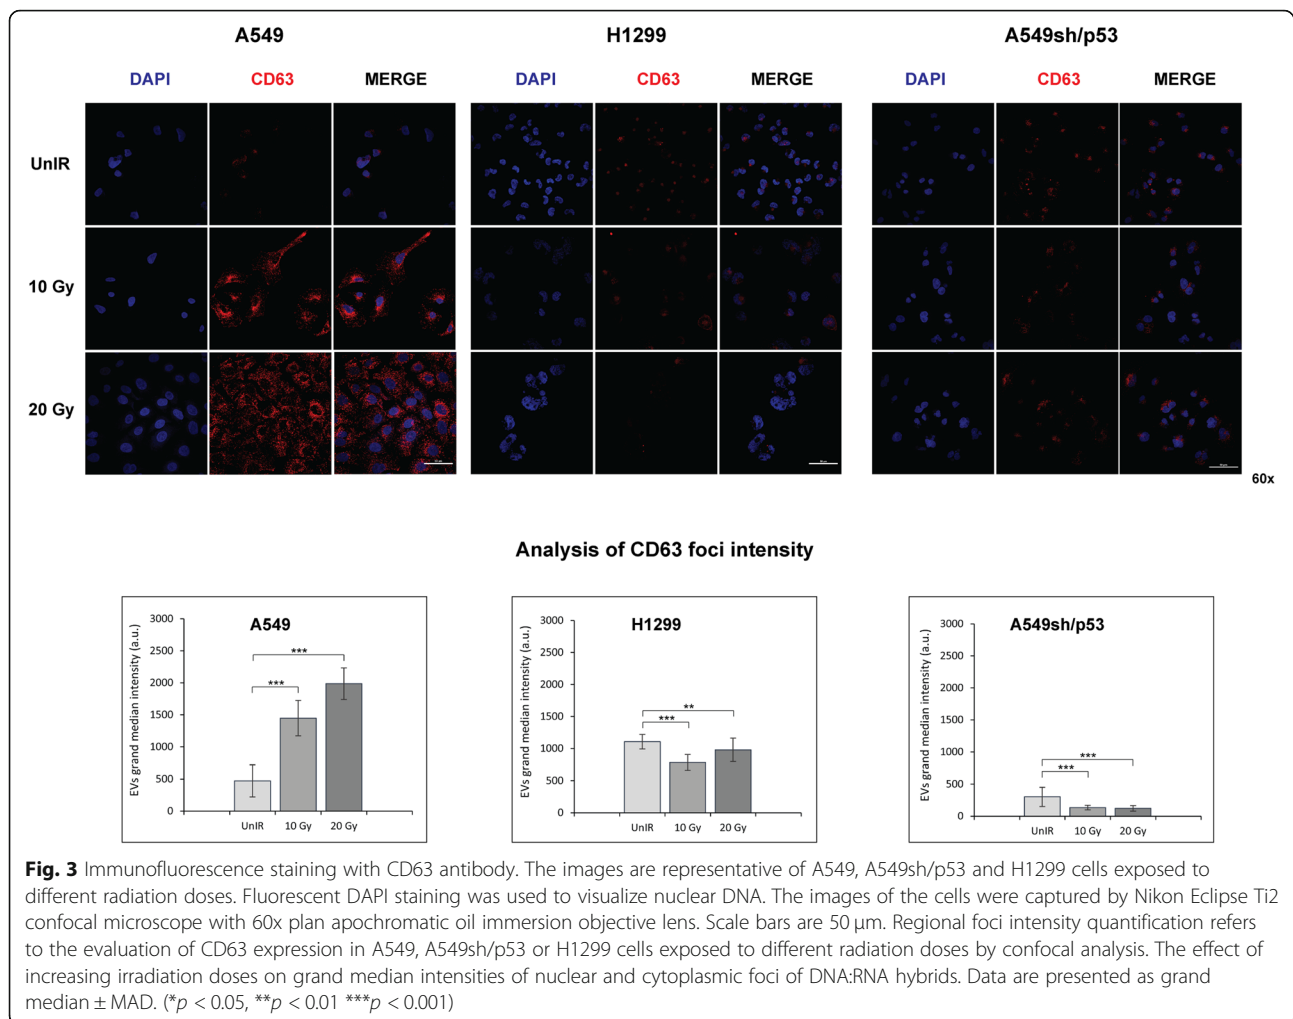 A549 H1299 A549sh/p53
DAPI CD63 MERGE DAPI CD63 MERGE DAPI CD63 MERGE
UnIR
10 Gy
20 Gy
60x
Analysis of CD63 foci intensity
A549
EVs grand median intensity (a.u.)
3000
2500
2000
1500
1000
500
0
***
***
UnIR 10 Gy 20 Gy
H1299
EVs grand median intensity (a.u.)
3000
2500
2000
1500
1000
500
0
**
***
UnIR 10 Gy 20 Gy
A549sh/p53
EVs grand median intensity (a.u.)
3000
2500
2000
1500
1000
500
0
***
***
UnIR 10 Gy 20 Gy
Fig. 3 Immunofluorescence staining with CD63 antibody. The images are representative of A549, A549sh/p53 and H1299 cells exposed to
different radiation doses. Fluorescent DAPI staining was used to visualize nuclear DNA. The images of the cells were captured by Nikon Eclipse Ti2
confocal microscope with 60x plan apochromatic oil immersion objective lens. Scale bars are 50 μm. Regional foci intensity quantification refers
to the evaluation of CD63 expression in A549, A549sh/p53 or H1299 cells exposed to different radiation doses by confocal analysis. The effect of
increasing irradiation doses on grand median intensities of nuclear and cytoplasmic foci of DNA:RNA hybrids. Data are presented as grand
median ± MAD. (*p < 0.05, **p < 0.01 ***p < 0.001)